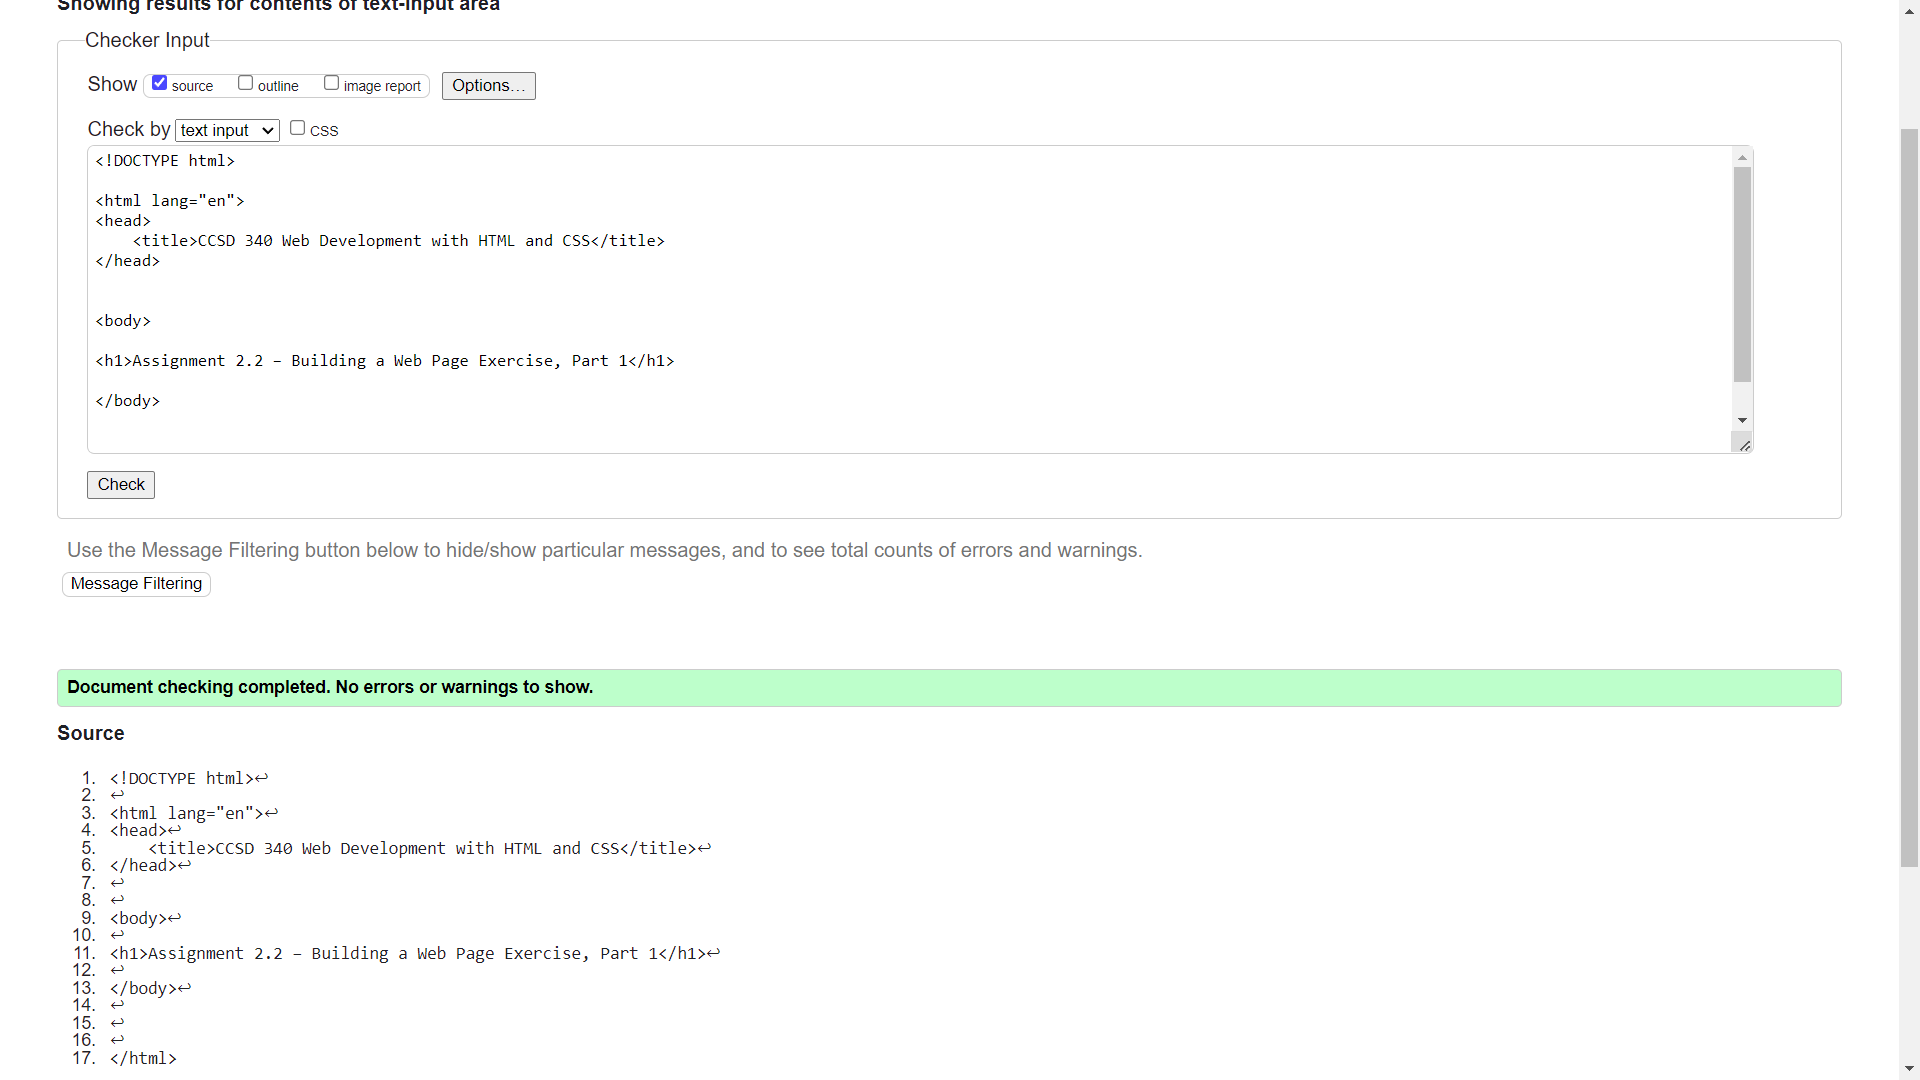 Showing results for contents of text-input area
Checker Input
Show source outline image report Options...
Check by text input CSS
<!DOCTYPE html>
<html lang="en">
<head>
    <title>CCSD 340 Web Development with HTML and CSS</title>
</head>
<body>
<h1>Assignment 2.2 – Building a Web Page Exercise, Part 1</h1>
</body>
Check
Use the Message Filtering button below to hide/show particular messages, and to see total counts of errors and warnings.
Message Filtering
Document checking completed. No errors or warnings to show.
Source
1. <!DOCTYPE html>↩
2. ↩
3. <html lang="en">↩
4. <head>↩
5.     <title>CCSD 340 Web Development with HTML and CSS</title>↩
6. </head>↩
7. ↩
8. ↩
9. <body>↩
10. ↩
11. <h1>Assignment 2.2 – Building a Web Page Exercise, Part 1</h1>↩
12. ↩
13. </body>↩
14. ↩
15. ↩
16. ↩
17. </html>